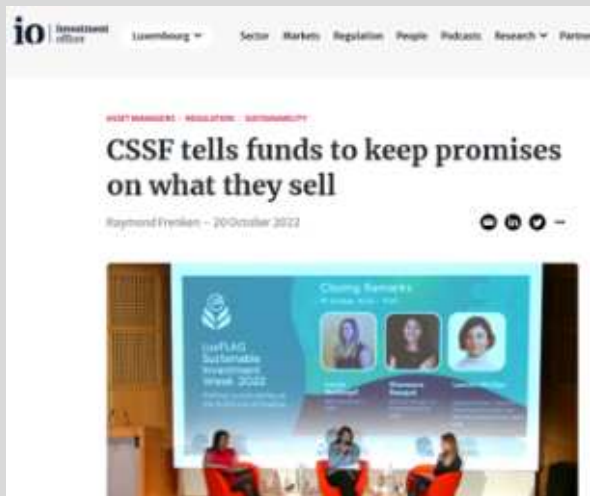 io | Investment officer
Luxembourg
Sector Markets Regulation People Podcasts Research
ASSET MANAGERS · REGULATION · SUSTAINABILITY
CSSF tells funds to keep promises
on what they sell
Raymond Frenken – 20 October 2022
Closing Remarks
LuxFLAG
Sustainable
Investment
Week 2022